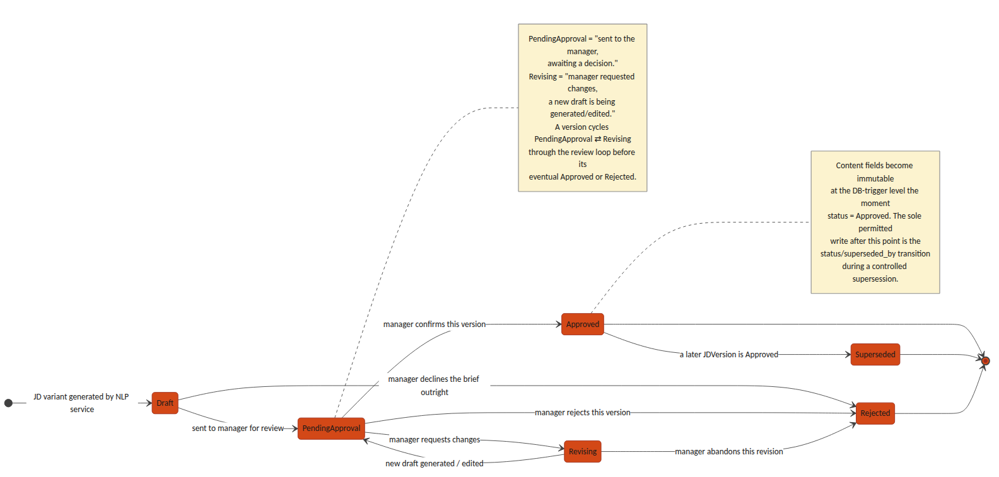 PendingApproval = "sent to the
manager,
awaiting a decision."
Revising = "manager requested
changes,
a new draft is being
generated/edited."
A version cycles
PendingApproval ⇄ Revising
through the review loop before
its
eventual Approved or Rejected.
Content fields become
immutable
at the DB-trigger level the
moment
status = Approved. The sole
permitted
write after this point is the
status/superseded_by transition
during a controlled
supersession.
manager confirms this version
Approved
a later JDVersion is Approved
Superseded
manager declines the brief
outright
JD variant generated by NLP
service
Draft
sent to manager for review
PendingApproval
manager rejects this version
Rejected
manager requests changes
Revising
manager abandons this revision
new draft generated / edited